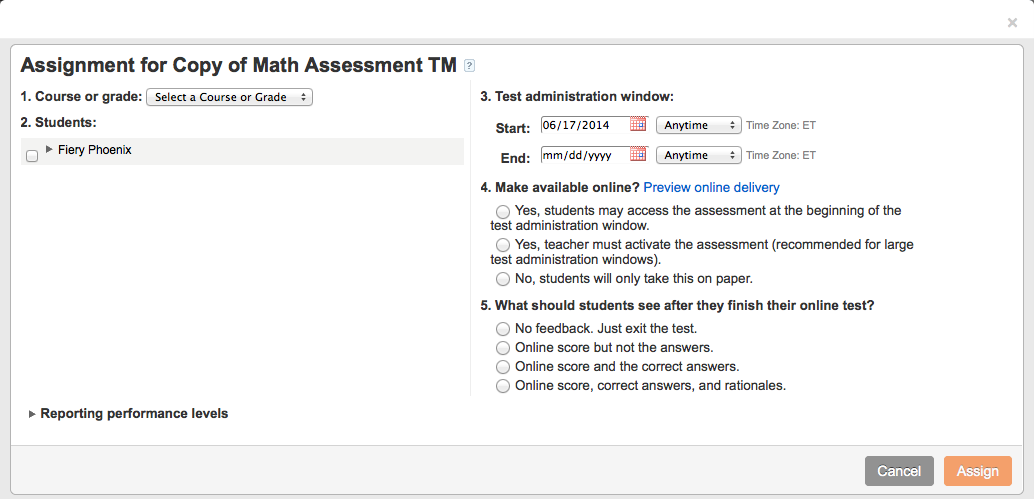 ×
Assignment for Copy of Math Assessment TM ?
1. Course or grade: Select a Course or Grade
2. Students:
Fiery Phoenix
3. Test administration window:
Start: 06/17/2014 Anytime Time Zone: ET
End: mm/dd/yyyy Anytime Time Zone: ET
4. Make available online? Preview online delivery
Yes, students may access the assessment at the beginning of the
test administration window.
Yes, teacher must activate the assessment (recommended for large
test administration windows).
No, students will only take this on paper.
5. What should students see after they finish their online test?
No feedback. Just exit the test.
Online score but not the answers.
Online score and the correct answers.
Online score, correct answers, and rationales.
Reporting performance levels
Cancel Assign